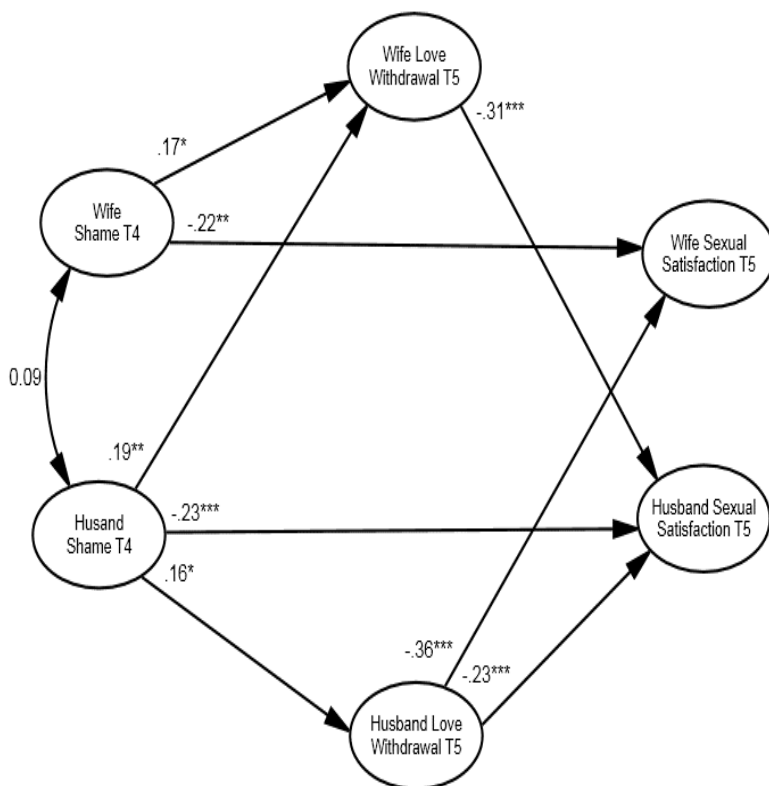 Wife Love
Withdrawal T5
-.31***
.17*
Wife
Shame T4
-.22**
Wife Sexual
Satisfaction T5
0.09
.19**
Husand
Shame T4
-.23***
Husband Sexual
Satisfaction T5
.16*
-.36***
-.23***
Husband Love
Withdrawal T5